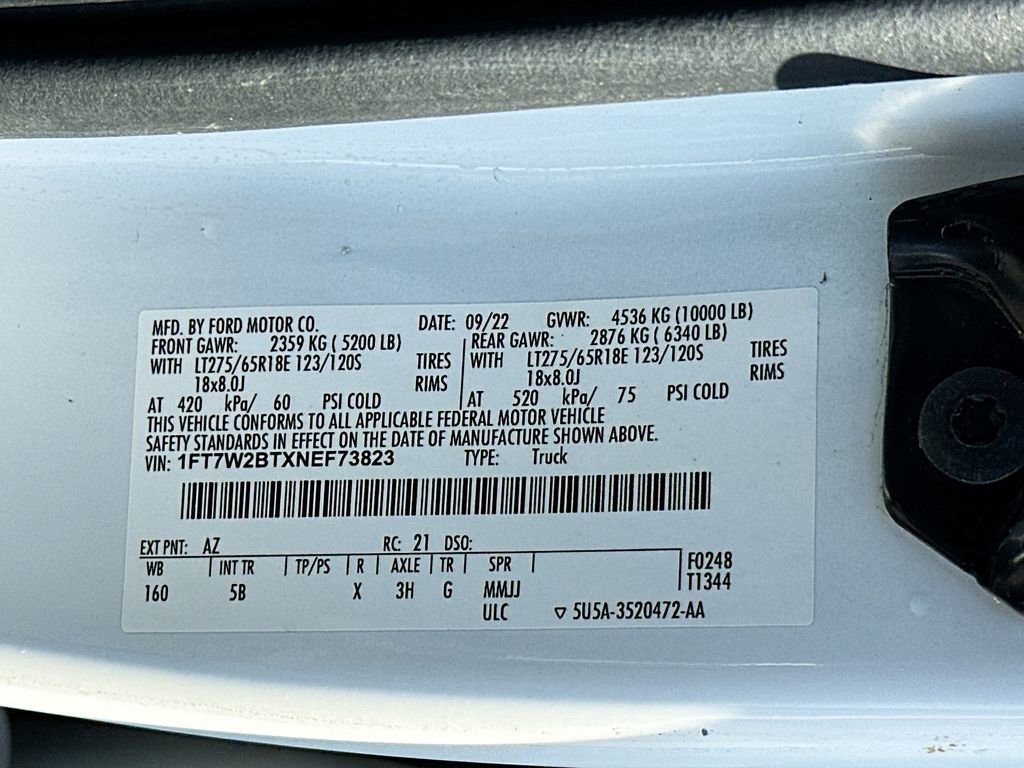 MFD. BY FORD MOTOR CO. DATE: 09/22 GVWR: 4536 KG (10000 LB)
FRONT GAWR: 2359 KG ( 5200 LB) REAR GAWR: 2876 KG ( 6340 LB)
WITH LT275/65R18E 123/120S TIRES WITH LT275/65R18E 123/120S TIRES
18x8.0J RIMS 18x8.0J RIMS
AT 420 kPa/ 60 PSI COLD AT 520 kPa/ 75 PSI COLD
THIS VEHICLE CONFORMS TO ALL APPLICABLE FEDERAL MOTOR VEHICLE
SAFETY STANDARDS IN EFFECT ON THE DATE OF MANUFACTURE SHOWN ABOVE.
VIN: 1FT7W2BTXNEF73823 TYPE: Truck
EXT PNT: AZ RC: 21 DSO:
WB INT TR TP/PS R AXLE TR SPR F0248
160 5B X 3H G MMJJ T1344
ULC ▽ 5U5A-3520472-AA